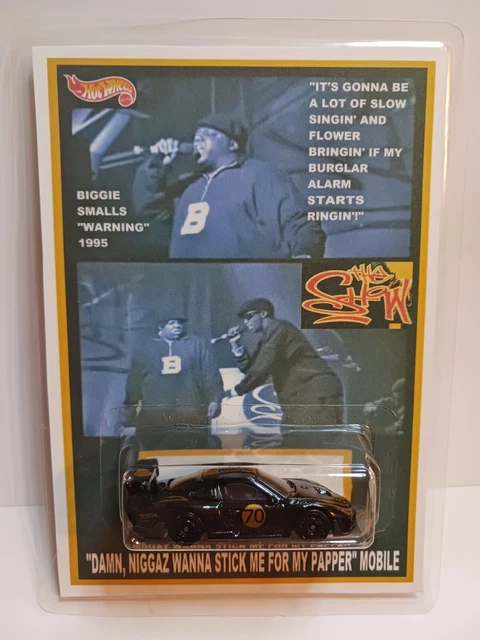 Hot Wheels
"IT'S GONNA BE
A LOT OF SLOW
SINGIN' AND
FLOWER
BRINGIN' IF MY
BURGLAR
ALARM
STARTS
RINGIN'!"
BIGGIE
SMALLS
"WARNING"
1995
B
the
Show
B
70
"DAMN, NIGGAZ WANNA STICK ME FOR MY PAPPER" MOBILE